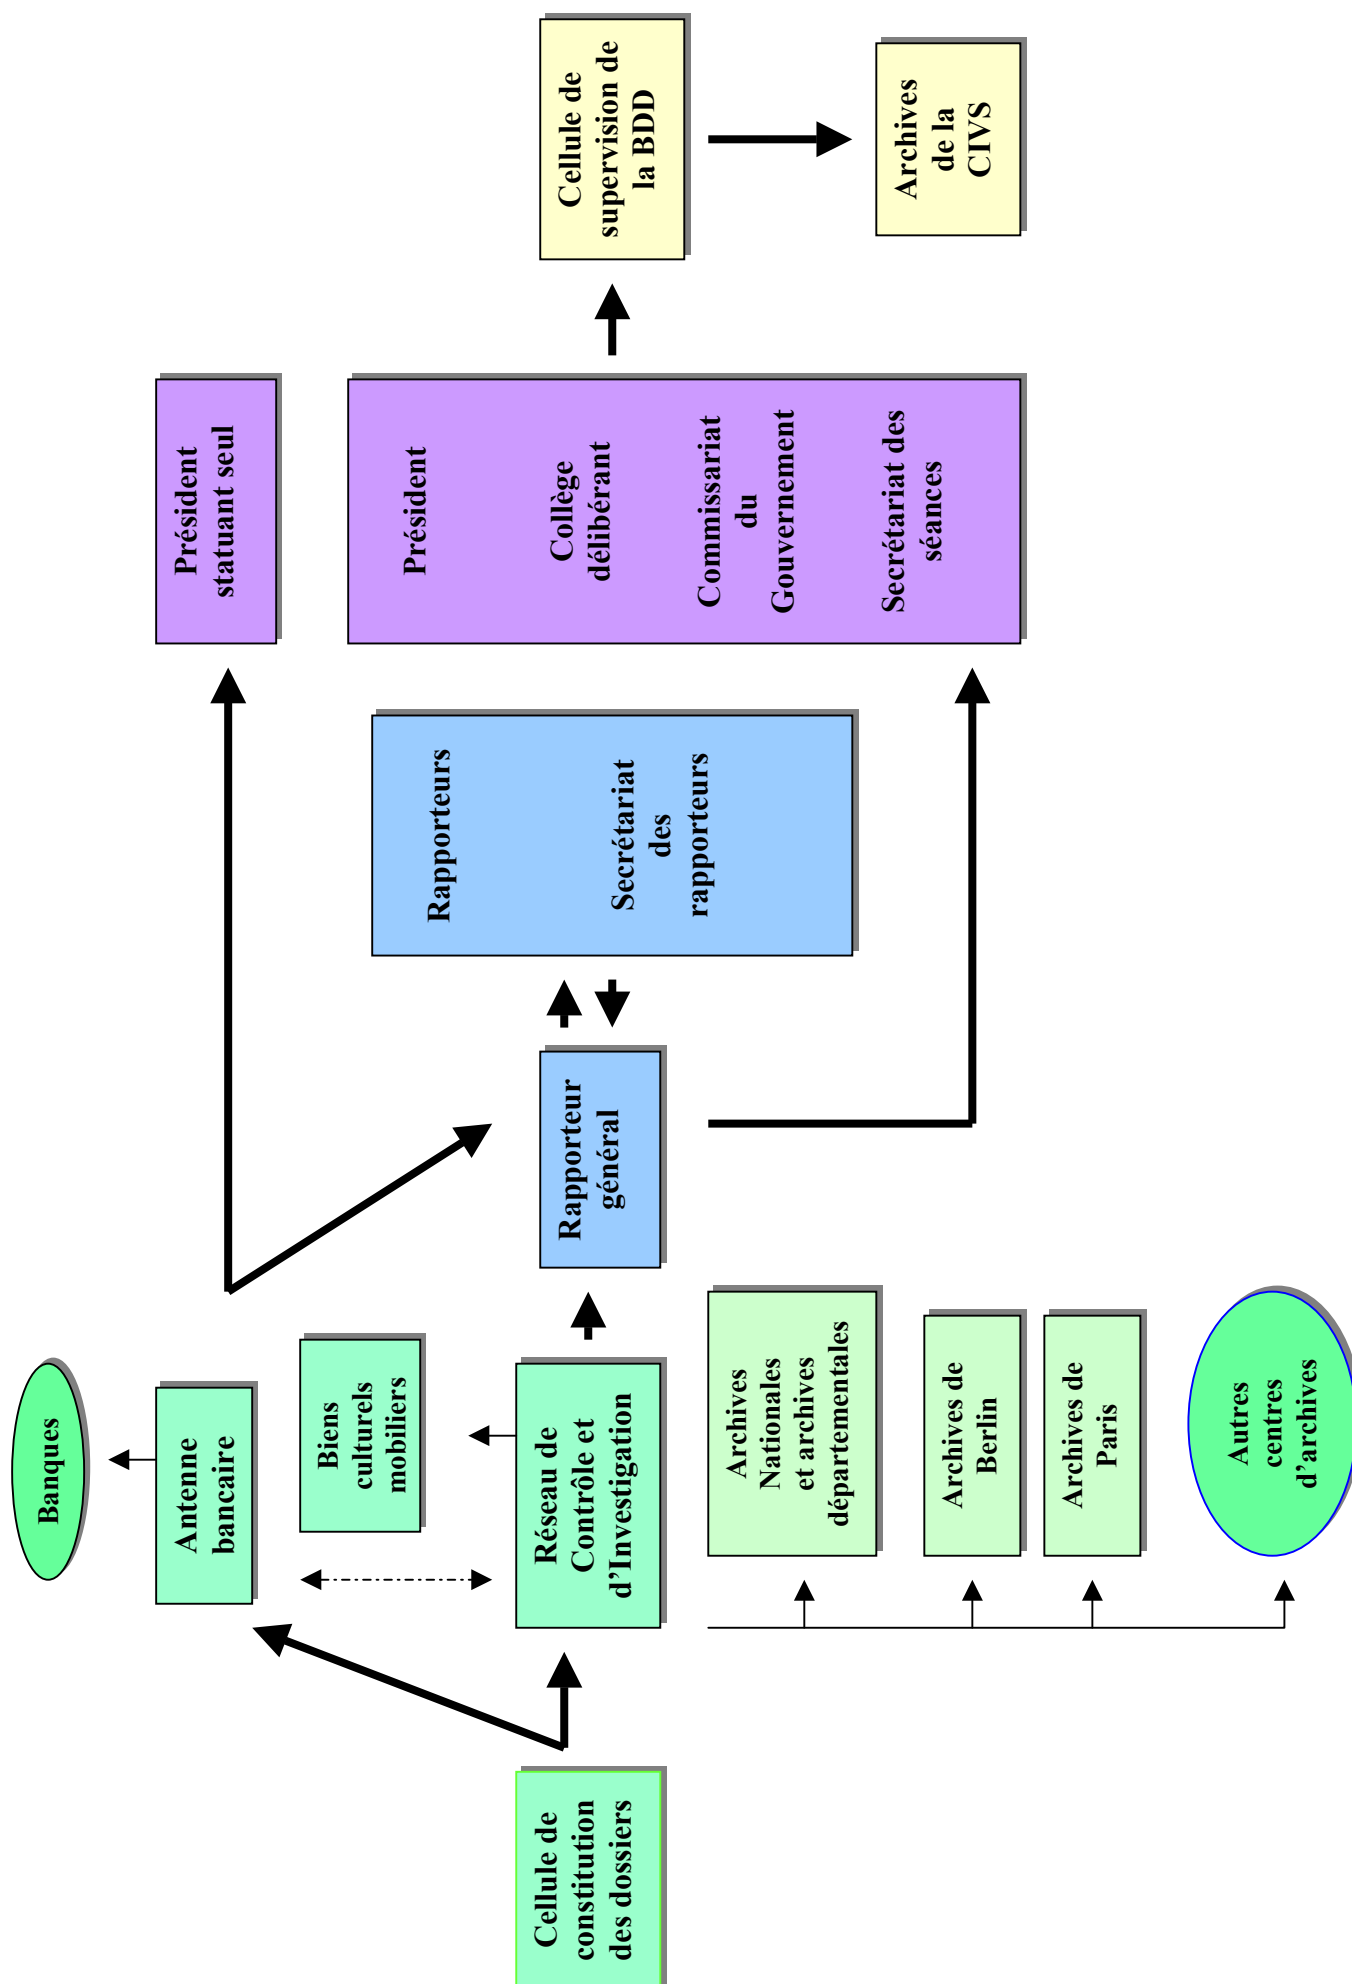 Cellule de
constitution
des dossiers
Banques
Antenne
bancaire
Biens
culturels
mobiliers
Réseau de
Contrôle et
d'Investigation
Archives
Nationales
et archives
départementales
Archives de
Berlin
Archives de
Paris
Autres
centres
d'archives
Rapporteur
général
Rapporteurs
Secrétariat
des
rapporteurs
Président
statuant seul
Président
Collège
délibérant
Commissariat
du
Gouvernement
Secrétariat des
séances
Cellule de
supervision de
la BDD
Archives
de la
CIVS